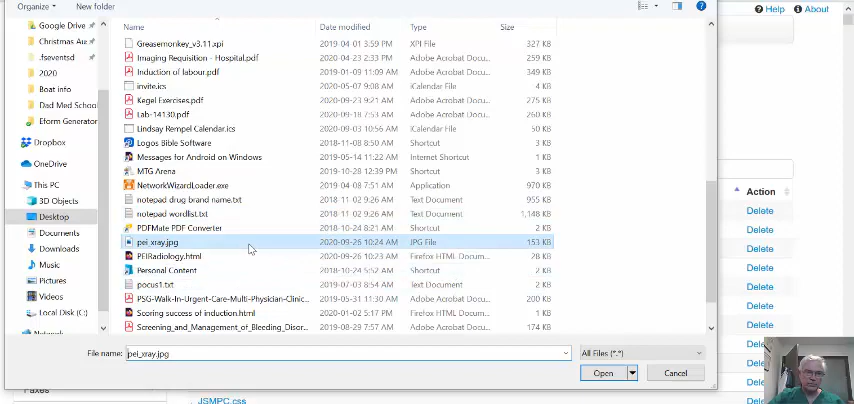 Organize New folder
Help About
Name Date modified Type Size
Google Drive
Christmas Au
.fseventsd
2020
Boat info
Dad Med School
Eform Generator
Dropbox
OneDrive
This PC
3D Objects
Desktop
Documents
Downloads
Music
Pictures
Videos
Local Disk (C:)
Network
Greasemonkey_v3.11.xpi 2019-04-01 3:59 PM XPI File 327 KB
Imaging Requisition - Hospital.pdf 2020-04-23 2:33 PM Adobe Acrobat Docu... 259 KB
Induction of labour.pdf 2019-01-09 11:09 AM Adobe Acrobat Docu... 349 KB
invite.ics 2020-05-07 9:08 AM iCalendar File 4 KB
Kegel Exercises.pdf 2020-09-23 9:21 AM Adobe Acrobat Docu... 275 KB
Lab-14130.pdf 2020-09-18 7:53 AM Adobe Acrobat Docu... 260 KB
Lindsay Rempel Calendar.ics 2020-09-03 10:56 AM iCalendar File 50 KB
Logos Bible Software 2018-11-08 8:50 AM Shortcut 3 KB
Messages for Android on Windows 2019-05-14 11:22 AM Internet Shortcut 1 KB
MTG Arena 2019-10-28 12:39 PM Shortcut 3 KB
NetworkWizardLoader.exe 2019-04-08 7:51 AM Application 970 KB
notepad drug brand name.txt 2018-11-02 9:26 AM Text Document 955 KB
notepad wordlist.txt 2018-11-02 9:26 AM Text Document 1,148 KB
PDFMate PDF Converter 2018-10-24 8:21 AM Shortcut 2 KB
pei_xray.jpg 2020-09-26 10:24 AM JPG File 153 KB
PEIRadiology.html 2020-09-26 10:23 AM Firefox HTML Docum... 28 KB
Personal Content 2018-10-24 5:52 AM Shortcut 2 KB
pocus1.txt 2019-07-03 8:54 AM Text Document 2 KB
PSG-Walk-In-Urgent-Care-Multi-Physician-Clinic... 2019-05-31 11:30 AM Adobe Acrobat Docu... 200 KB
Scoring success of induction.html 2020-01-08 1:07 PM Firefox HTML Docum... 4 KB
Screening_and_Management_of_Bleeding_Disor... 2019-08-29 7:57 AM Adobe Acrobat Docu... 174 KB
File name: pei_xray.jpg All Files (*.*)
Open Cancel
Action
Delete
Delete
Delete
Delete
Delete
Delete
Delete
Delete
Delete
Delete
Faxes
JSMPC.css